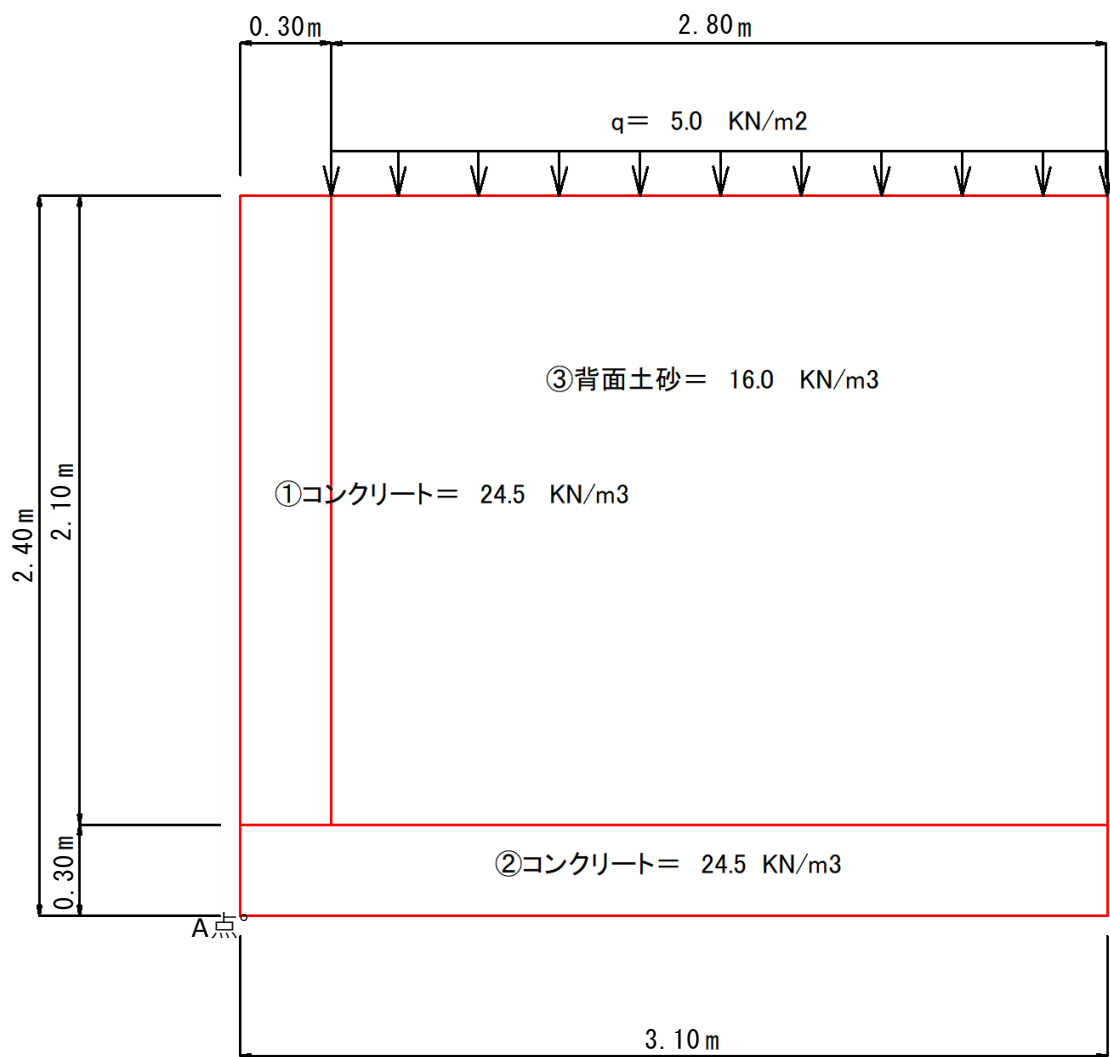 0.30m
2.80m
q= 5.0 KN/m2
③背面土砂= 16.0 KN/m3
①コンクリート= 24.5 KN/m3
2.10m
2.40m
②コンクリート= 24.5 KN/m3
0.30m
A点
3.10m